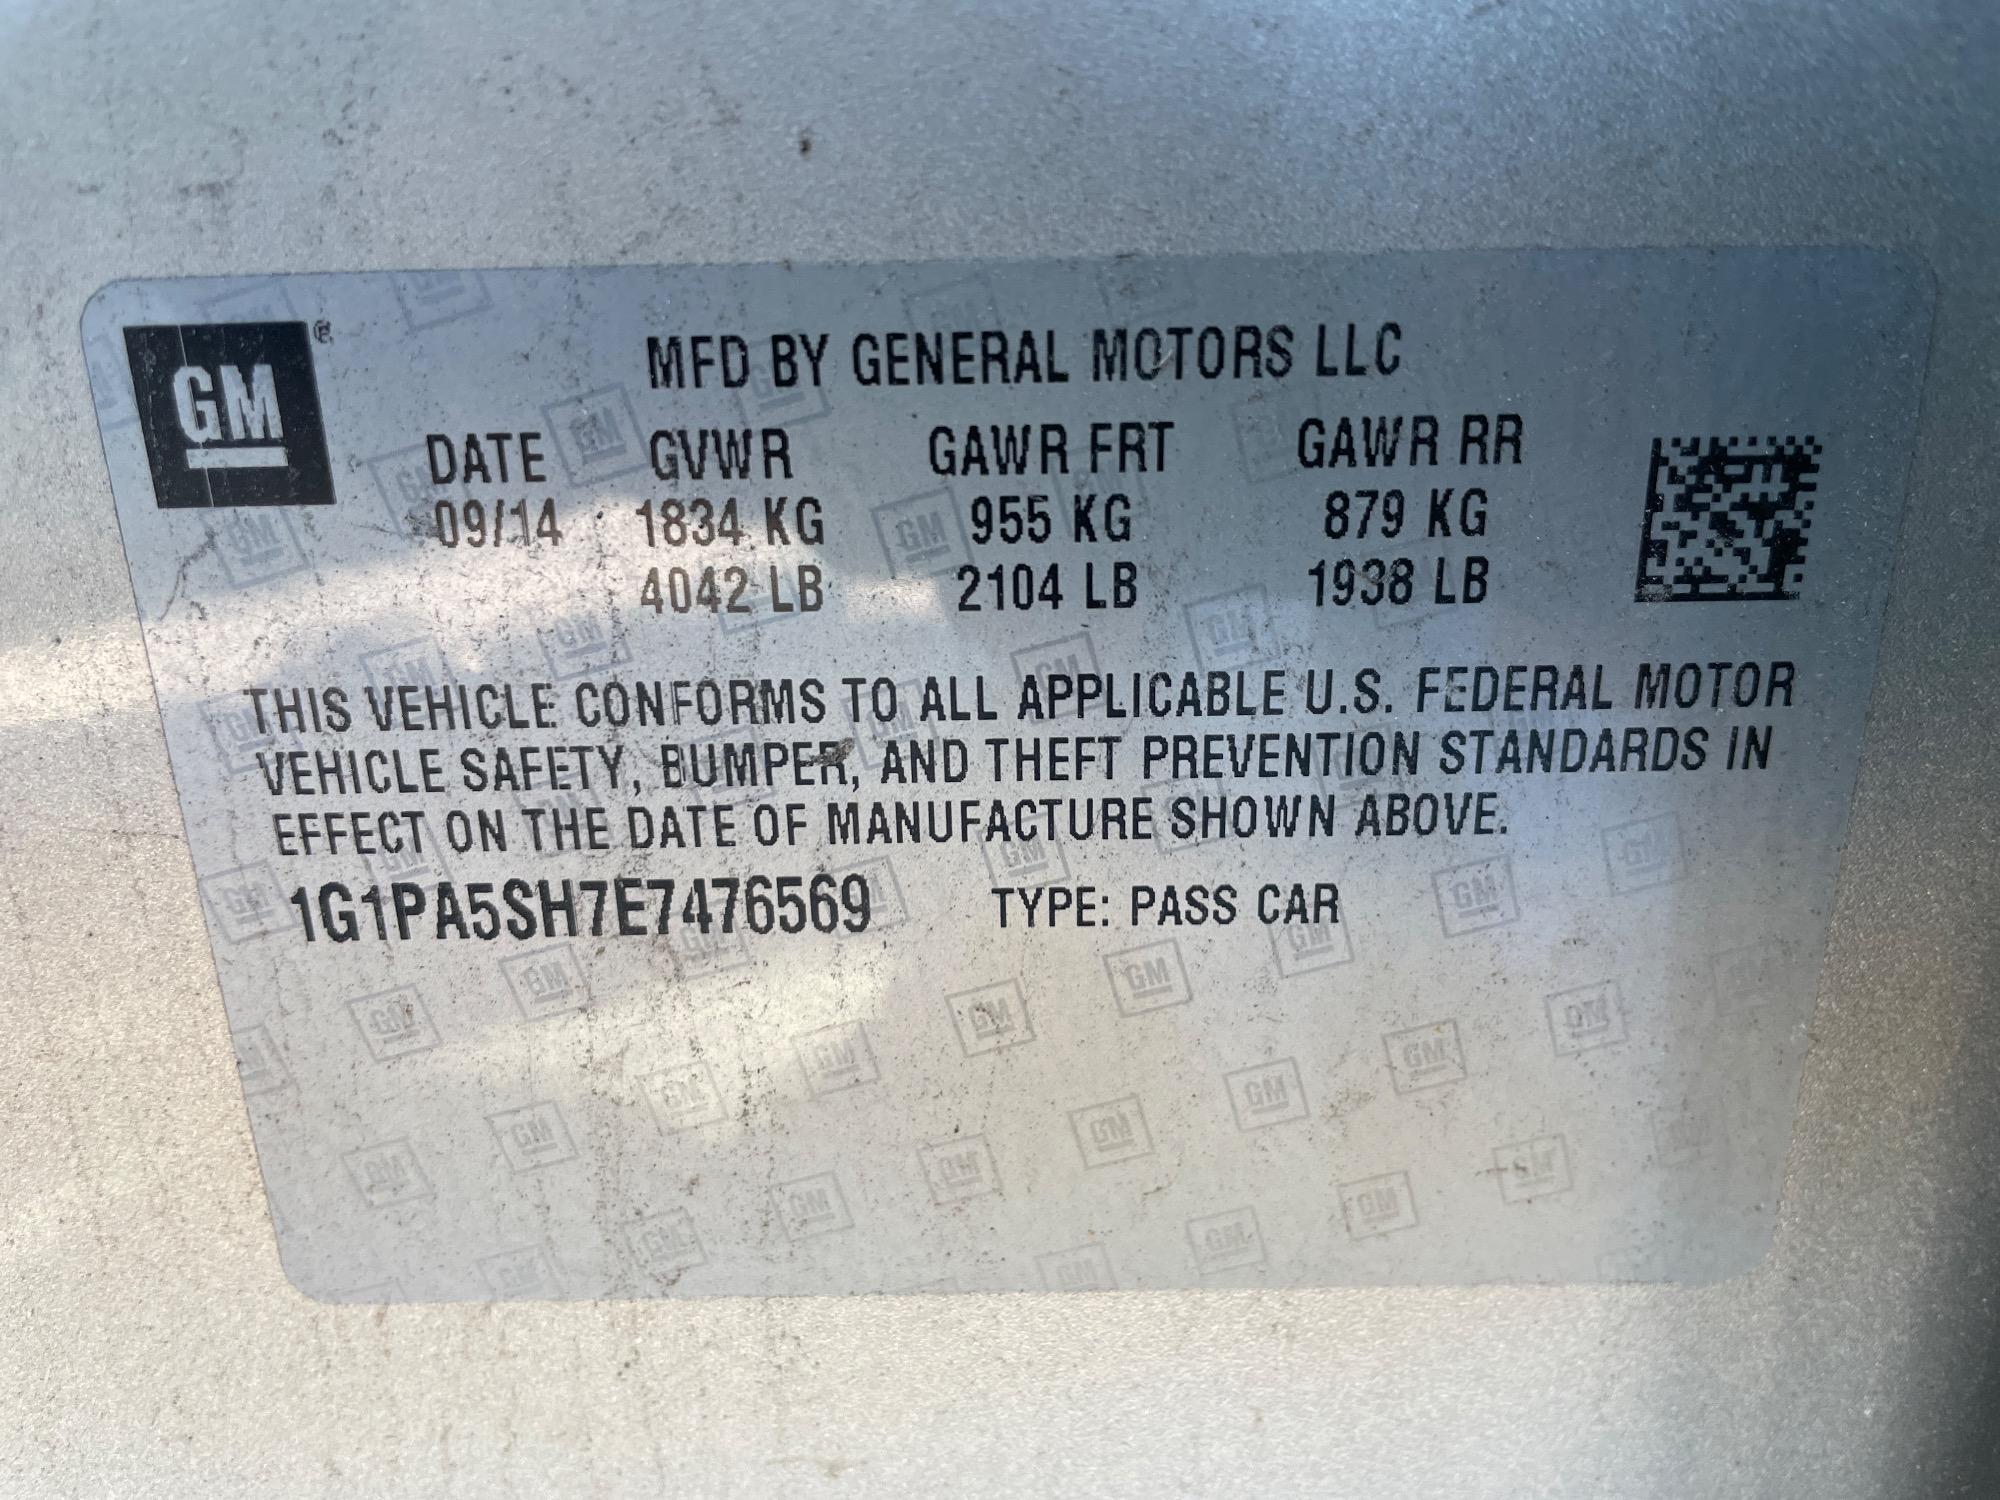 GM ®
MFD BY GENERAL MOTORS LLC
DATE GVWR GAWR FRT GAWR RR
09/14 1834 KG 955 KG 879 KG
4042 LB 2104 LB 1938 LB
THIS VEHICLE CONFORMS TO ALL APPLICABLE U.S. FEDERAL MOTOR
VEHICLE SAFETY, BUMPER, AND THEFT PREVENTION STANDARDS IN
EFFECT ON THE DATE OF MANUFACTURE SHOWN ABOVE.
1G1PA5SH7E7476569 TYPE: PASS CAR